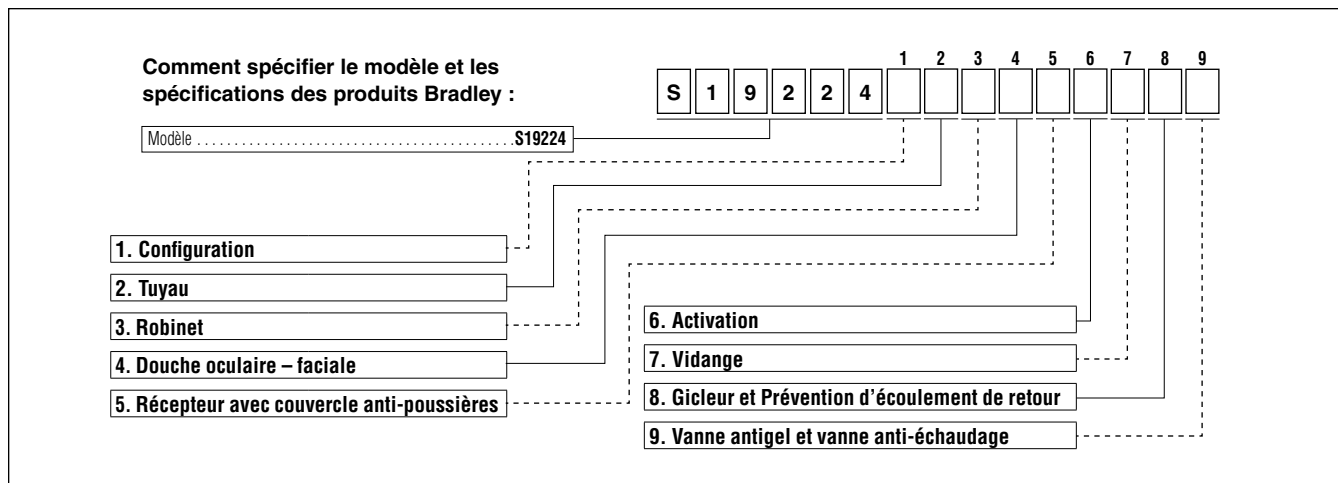 Comment spécifier le modèle et les
spécifications des produits Bradley :
1 2 3 4 5 6 7 8 9
S 1 9 2 2 4
Modèle . . . . . . . . . . . . . . . . . . . . . . . . . . . . . . . . . . . . . . . . . . .S19224
1. Configuration
2. Tuyau
3. Robinet
4. Douche oculaire – faciale
5. Récepteur avec couvercle anti-poussières
6. Activation
7. Vidange
8. Gicleur et Prévention d’écoulement de retour
9. Vanne antigel et vanne anti-échaudage